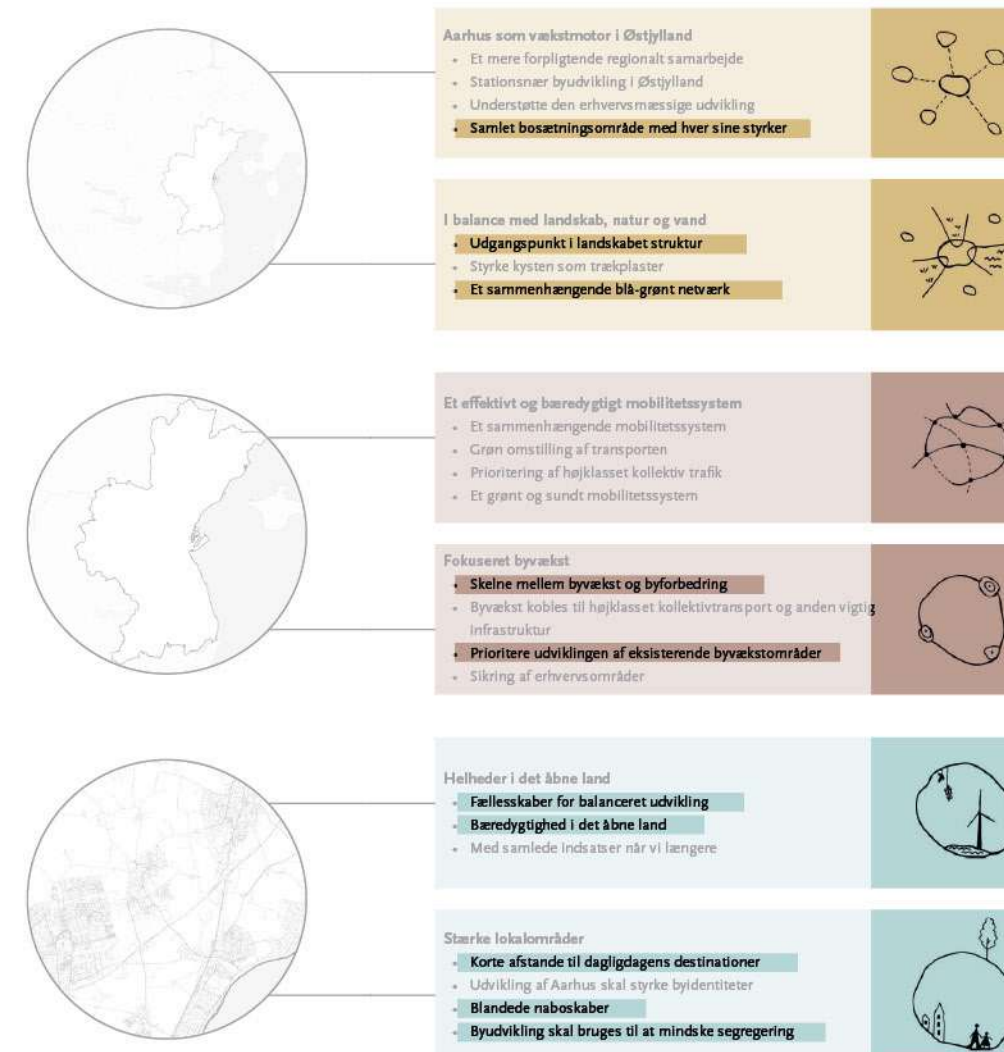 Aarhus som vækstmotor i Østjylland
• Et mere forpligtende regionalt samarbejde
• Stationsnær byudvikling i Østjylland
• Understøtte den erhvervsmæssige udvikling
• Samlet bosætningsområde med hver sine styrker
I balance med landskab, natur og vand
• Udgangspunkt i landskabet struktur
• Styrke kysten som trækplaster
• Et sammenhængende blå-grønt netværk
Et effektivt og bæredygtigt mobilitetssystem
• Et sammenhængende mobilitetssystem
• Grøn omstilling af transporten
• Prioritering af højklasset kollektiv trafik
• Et grønt og sundt mobilitetssystem
Fokuseret byvækst
• Skelne mellem byvækst og byforbedring
• Byvækst kobles til højklasset kollektivtransport og anden vigtig
infrastruktur
• Prioritere udviklingen af eksisterende byvækstområder
• Sikring af erhvervsområder
Helheder i det åbne land
• Fællesskaber for balanceret udvikling
• Bæredygtighed i det åbne land
• Med samlede indsatser når vi længere
Stærke lokalområder
• Korte afstande til dagligdagens destinationer
• Udvikling af Aarhus skal styrke byidentiteter
• Blandede naboskaber
• Byudvikling skal bruges til at mindske segregering